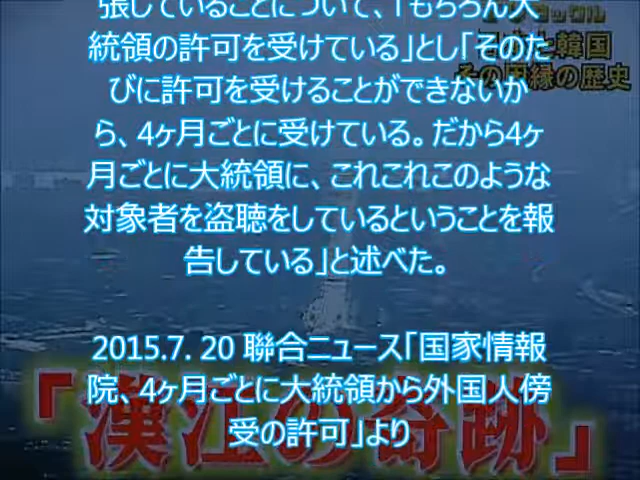 張していることについて、「もちろん大
統領の許可を受けている」とし「そのた
びに許可を受けることができないか
ら、4ヶ月ごとに受けている。だから4ヶ
月ごとに大統領に、これこれこのような
対象者を盗聴をしているということを報
告している」と述べた。
2015.7. 20 聯合ニュース「国家情報
院、4ヶ月ごとに大統領から外国人傍
受の許可」より
韓国
その因縁の歴史
「漢江の奇跡」